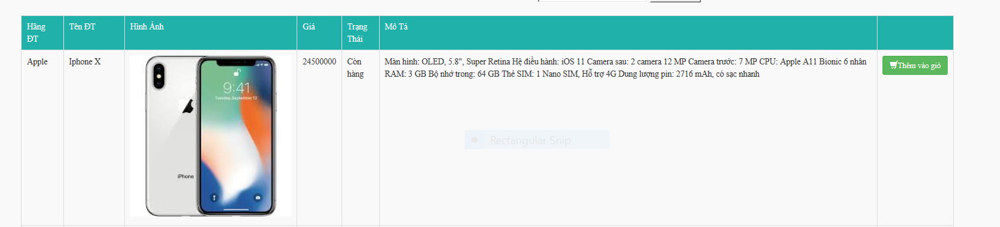 Hãng ĐT
Tên ĐT
Hình Ảnh
Giá
Trạng Thái
Mô Tả
Apple
Iphone X
9:41
Tuesday, September 12
iPhone
24500000
Còn hàng
Màn hình: OLED, 5.8", Super Retina Hệ điều hành: iOS 11 Camera sau: 2 camera 12 MP Camera trước: 7 MP CPU: Apple A11 Bionic 6 nhân
RAM: 3 GB Bộ nhớ trong: 64 GB Thẻ SIM: 1 Nano SIM, Hỗ trợ 4G Dung lượng pin: 2716 mAh, có sạc nhanh
Thêm vào giỏ
Rectangular Snip